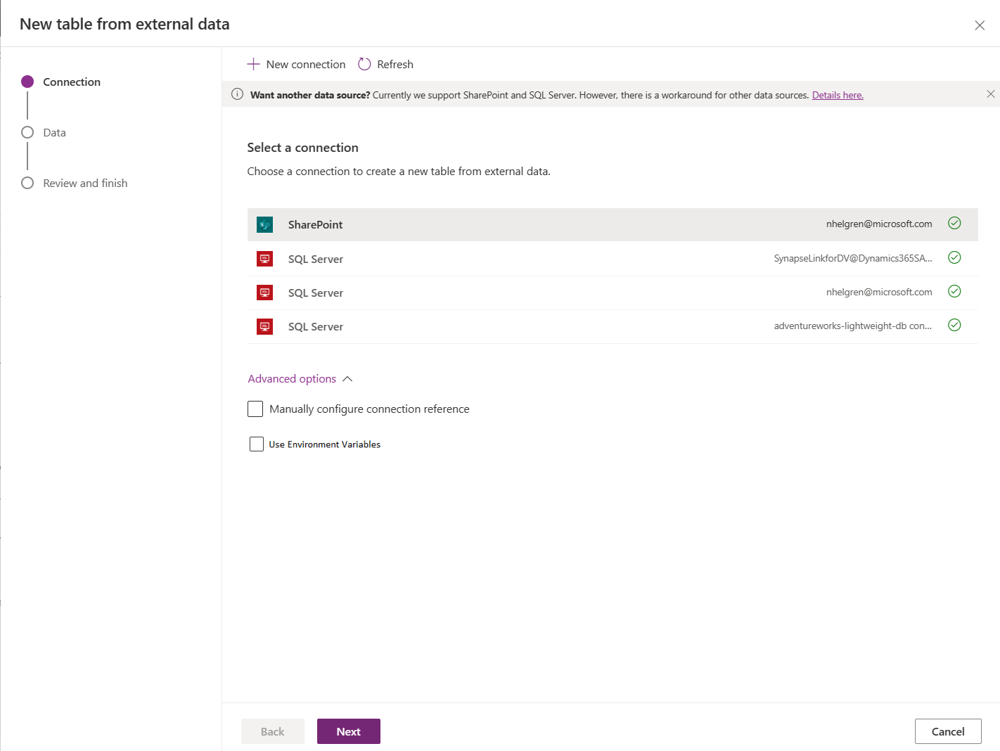 New table from external data
Connection
Data
Review and finish
New connection
Refresh
Want another data source? Currently we support SharePoint and SQL Server. However, there is a workaround for other data sources. Details here.
Select a connection
Choose a connection to create a new table from external data.
SharePoint nhelgren@microsoft.com
SQL Server SynapseLinkforDV@Dynamics365SA...
SQL Server nhelgren@microsoft.com
SQL Server adventureworks-lightweight-db con...
Advanced options
Manually configure connection reference
Use Environment Variables
Back
Next
Cancel